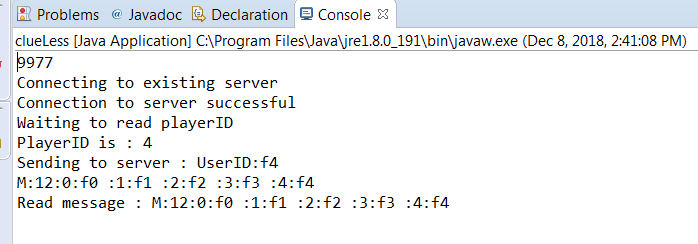 Problems @ Javadoc Declaration Console
clueLess [Java Application] C:\Program Files\Java\jre1.8.0_191\bin\javaw.exe (Dec 8, 2018, 2:41:08 PM)
9977
Connecting to existing server
Connection to server successful
Waiting to read playerID
PlayerID is : 4
Sending to server : UserID:f4
M:12:0:f0 :1:f1 :2:f2 :3:f3 :4:f4
Read message : M:12:0:f0 :1:f1 :2:f2 :3:f3 :4:f4